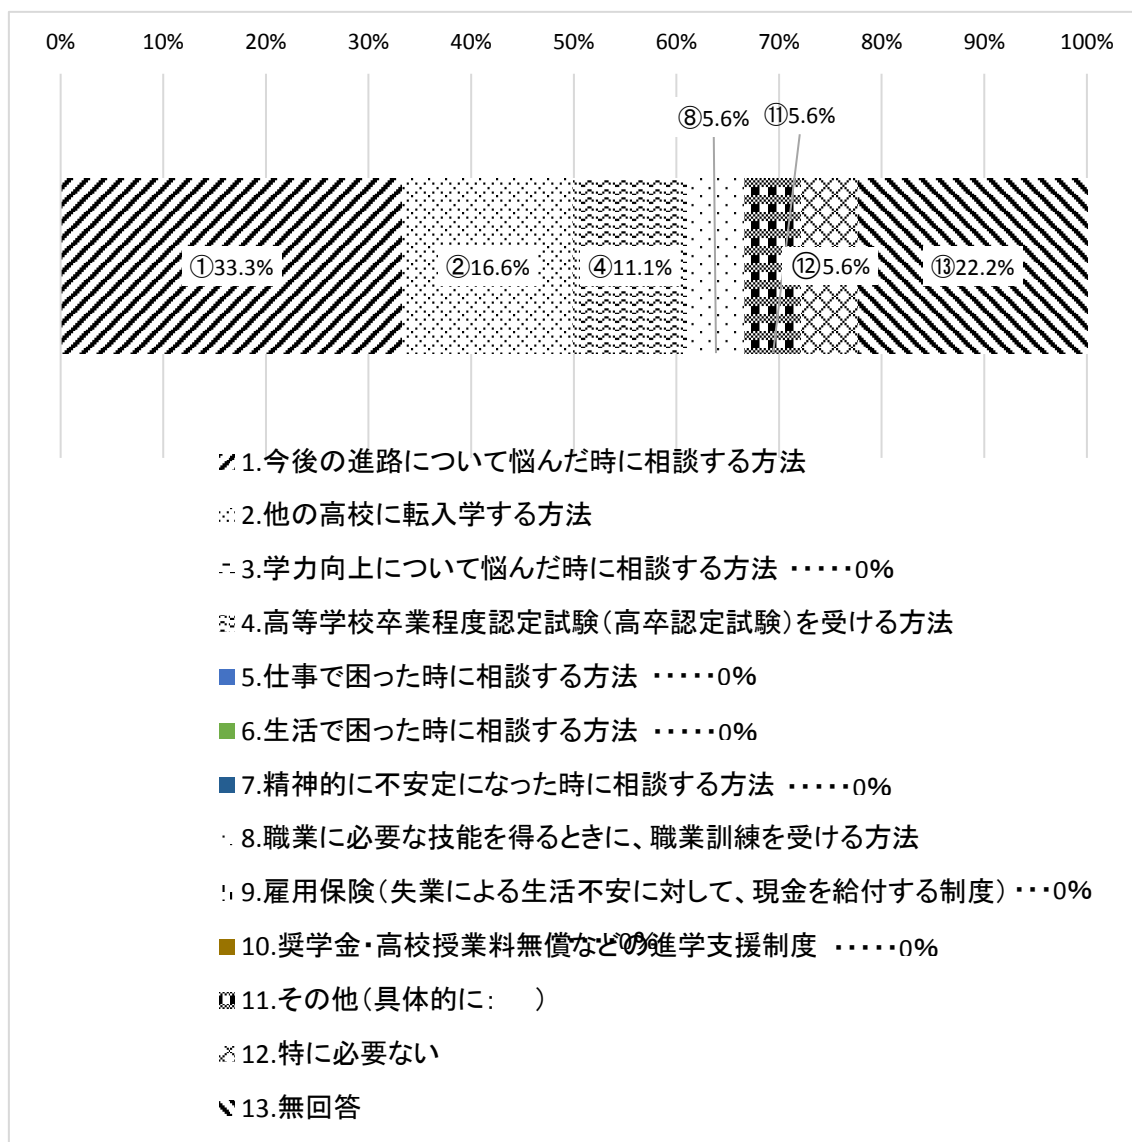 0% 10% 20% 30% 40% 50% 60% 70% 80% 90% 100%
⑧5.6% ⑪5.6%
①33.3% ②16.6% ④11.1% ⑫5.6% ⑬22.2%
1.今後の進路について悩んだ時に相談する方法
2.他の高校に転入学する方法
3.学力向上について悩んだ時に相談する方法 ・・・・・0%
4.高等学校卒業程度認定試験(高卒認定試験)を受ける方法
5.仕事で困った時に相談する方法 ・・・・・0%
6.生活で困った時に相談する方法 ・・・・・0%
7.精神的に不安定になった時に相談する方法 ・・・・・0%
8.職業に必要な技能を得るときに、職業訓練を受ける方法
9.雇用保険(失業による生活不安に対して、現金を給付する制度)・・・0%
10.奨学金・高校授業料無償などの進学支援制度 ・・・・・0%
11.その他(具体的に: )
12.特に必要ない
13.無回答